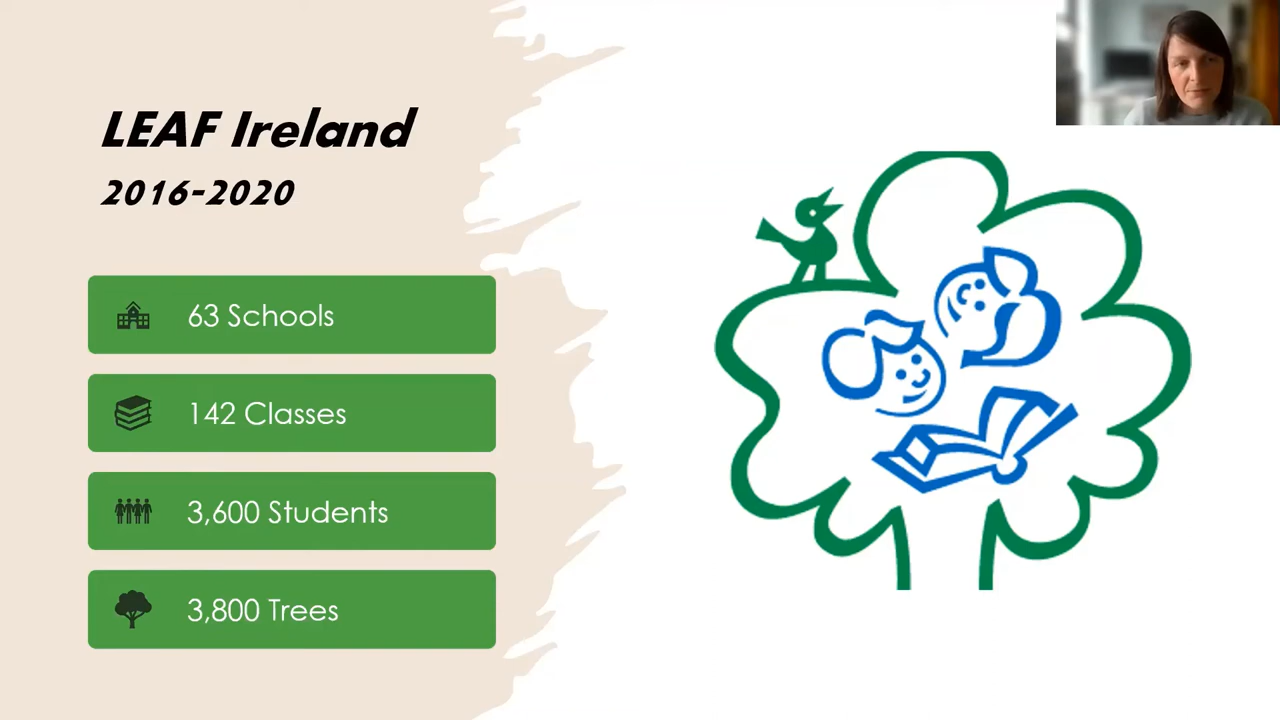 LEAF Ireland
2016-2020
63 Schools
142 Classes
3,600 Students
3,800 Trees